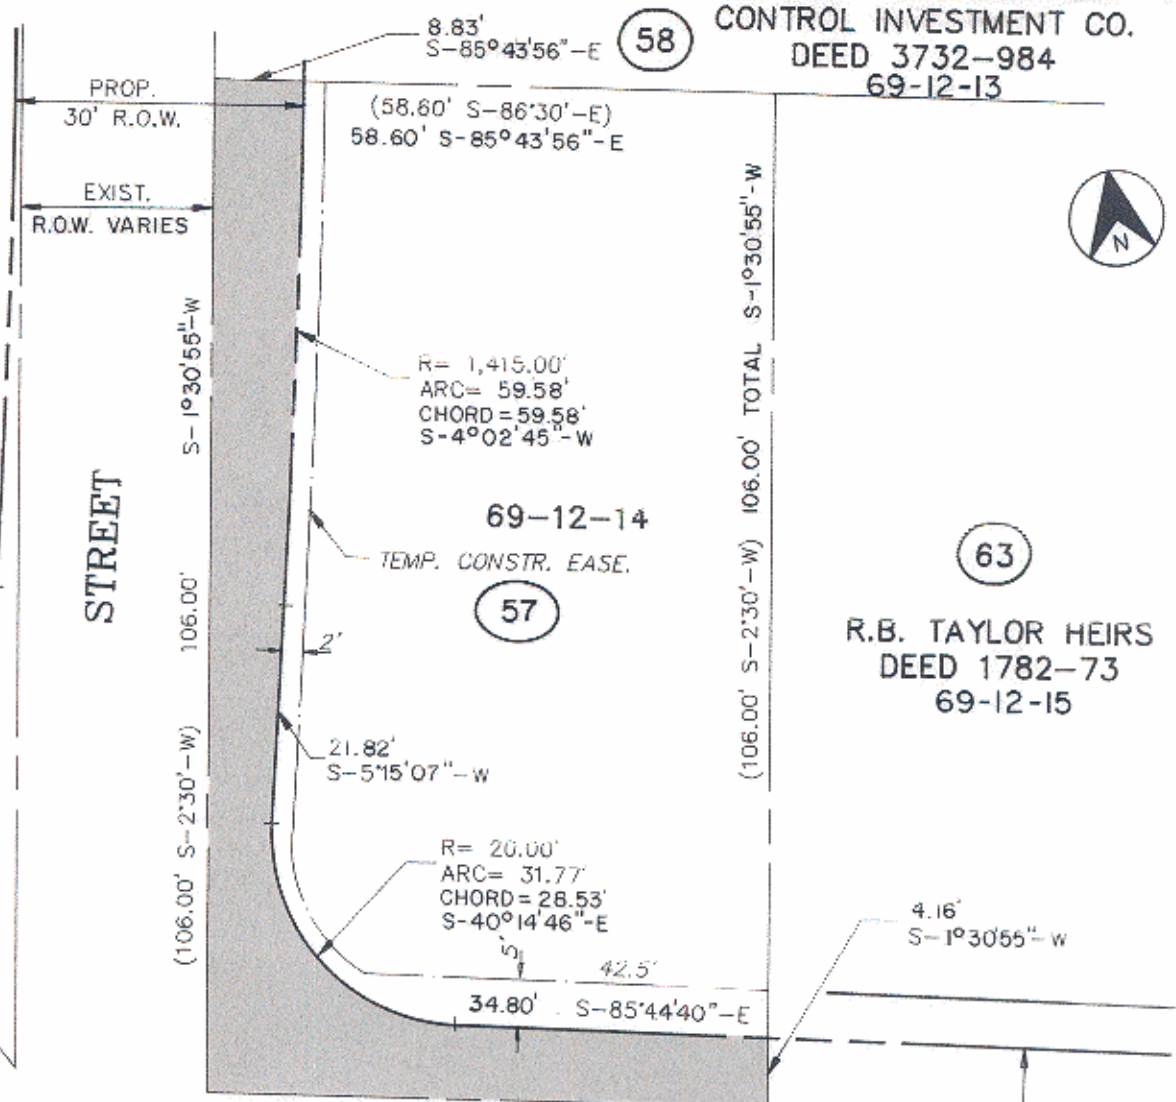 8.83'
S-85°43'56"-E
58
CONTROL INVESTMENT CO.
DEED 3732-984
69-12-13
PROP.
30' R.O.W.
(58.60' S-86°30'-E)
58.60' S-85°43'56"-E
EXIST.
R.O.W. VARIES
N
S-1°30'55"-W
106.00'
(106.00' S-2°30'-W)
STREET
R= 1,415.00'
ARC= 59.58'
CHORD=59.58'
S-4°02'45"-W
69-12-14
TEMP. CONSTR. EASE.
57
2'
21.82'
S-5°15'07"-W
(106.00' S-2°30'-W) 106.00' TOTAL S-1°30'55"-W
63
R.B. TAYLOR HEIRS
DEED 1782-73
69-12-15
R= 20.00'
ARC= 31.77'
CHORD=28.53'
S-40°14'46"-E
5'
42.5'
34.80' S-85°44'40"-E
4.16'
S-1°30'55"-W